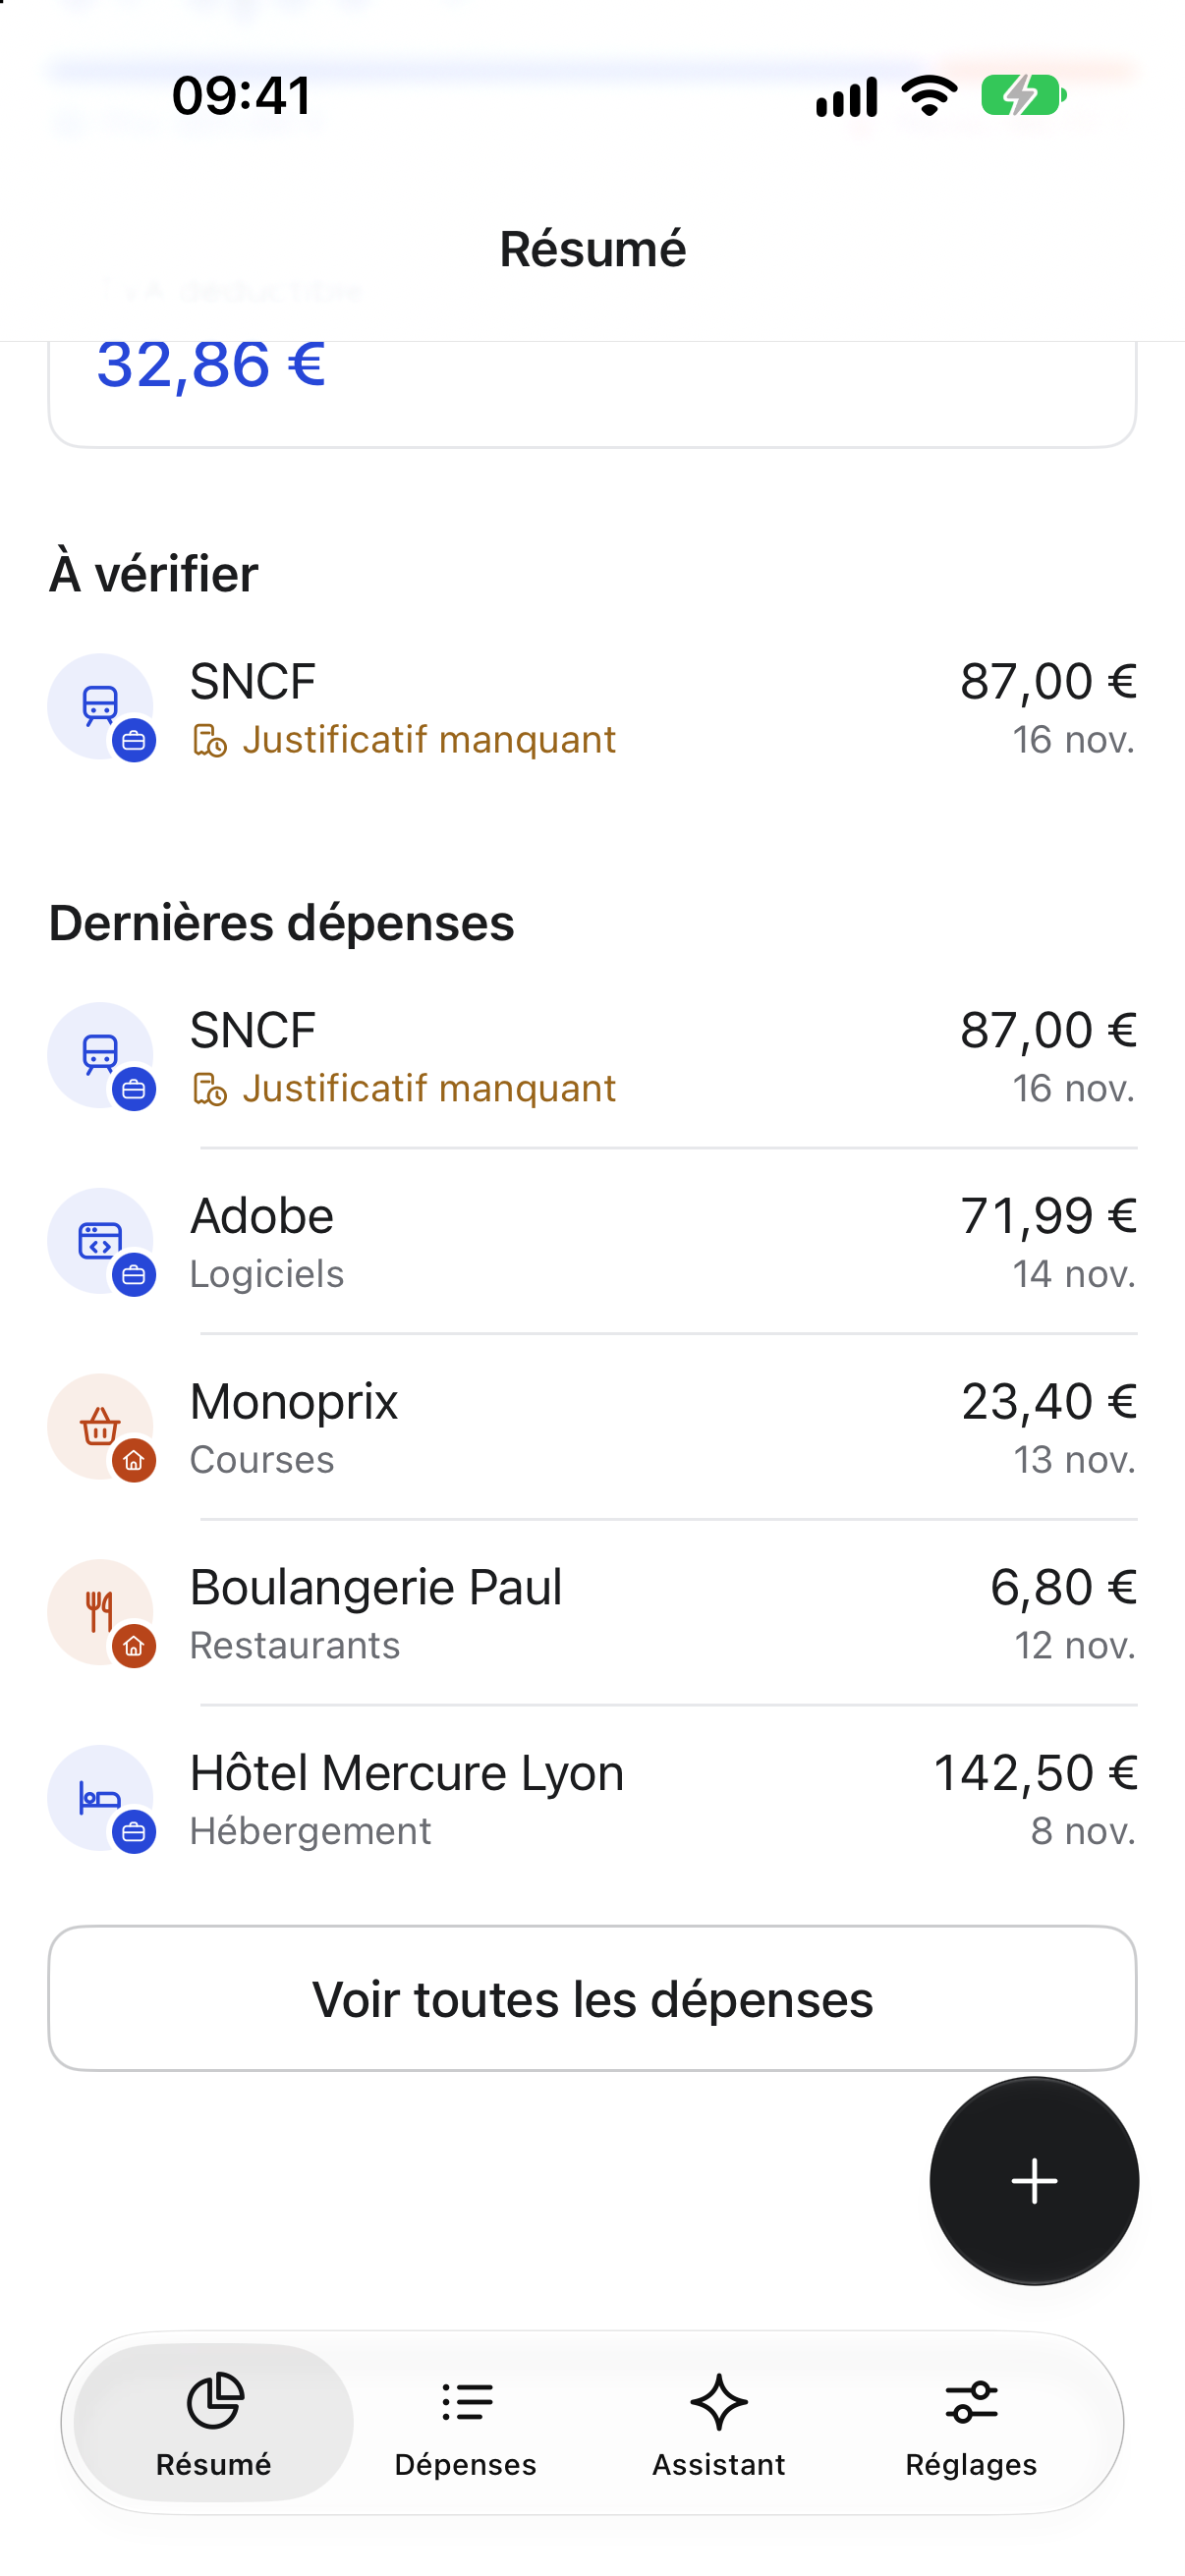 09:41
Résumé
32,86 €
À vérifier
SNCF
87,00 €
Justificatif manquant
16 nov.
Dernières dépenses
SNCF
87,00 €
Justificatif manquant
16 nov.
Adobe
71,99 €
Logiciels
14 nov.
Monoprix
23,40 €
Courses
13 nov.
Boulangerie Paul
6,80 €
Restaurants
12 nov.
Hôtel Mercure Lyon
142,50 €
Hébergement
8 nov.
Voir toutes les dépenses
Résumé
Dépenses
Assistant
Réglages